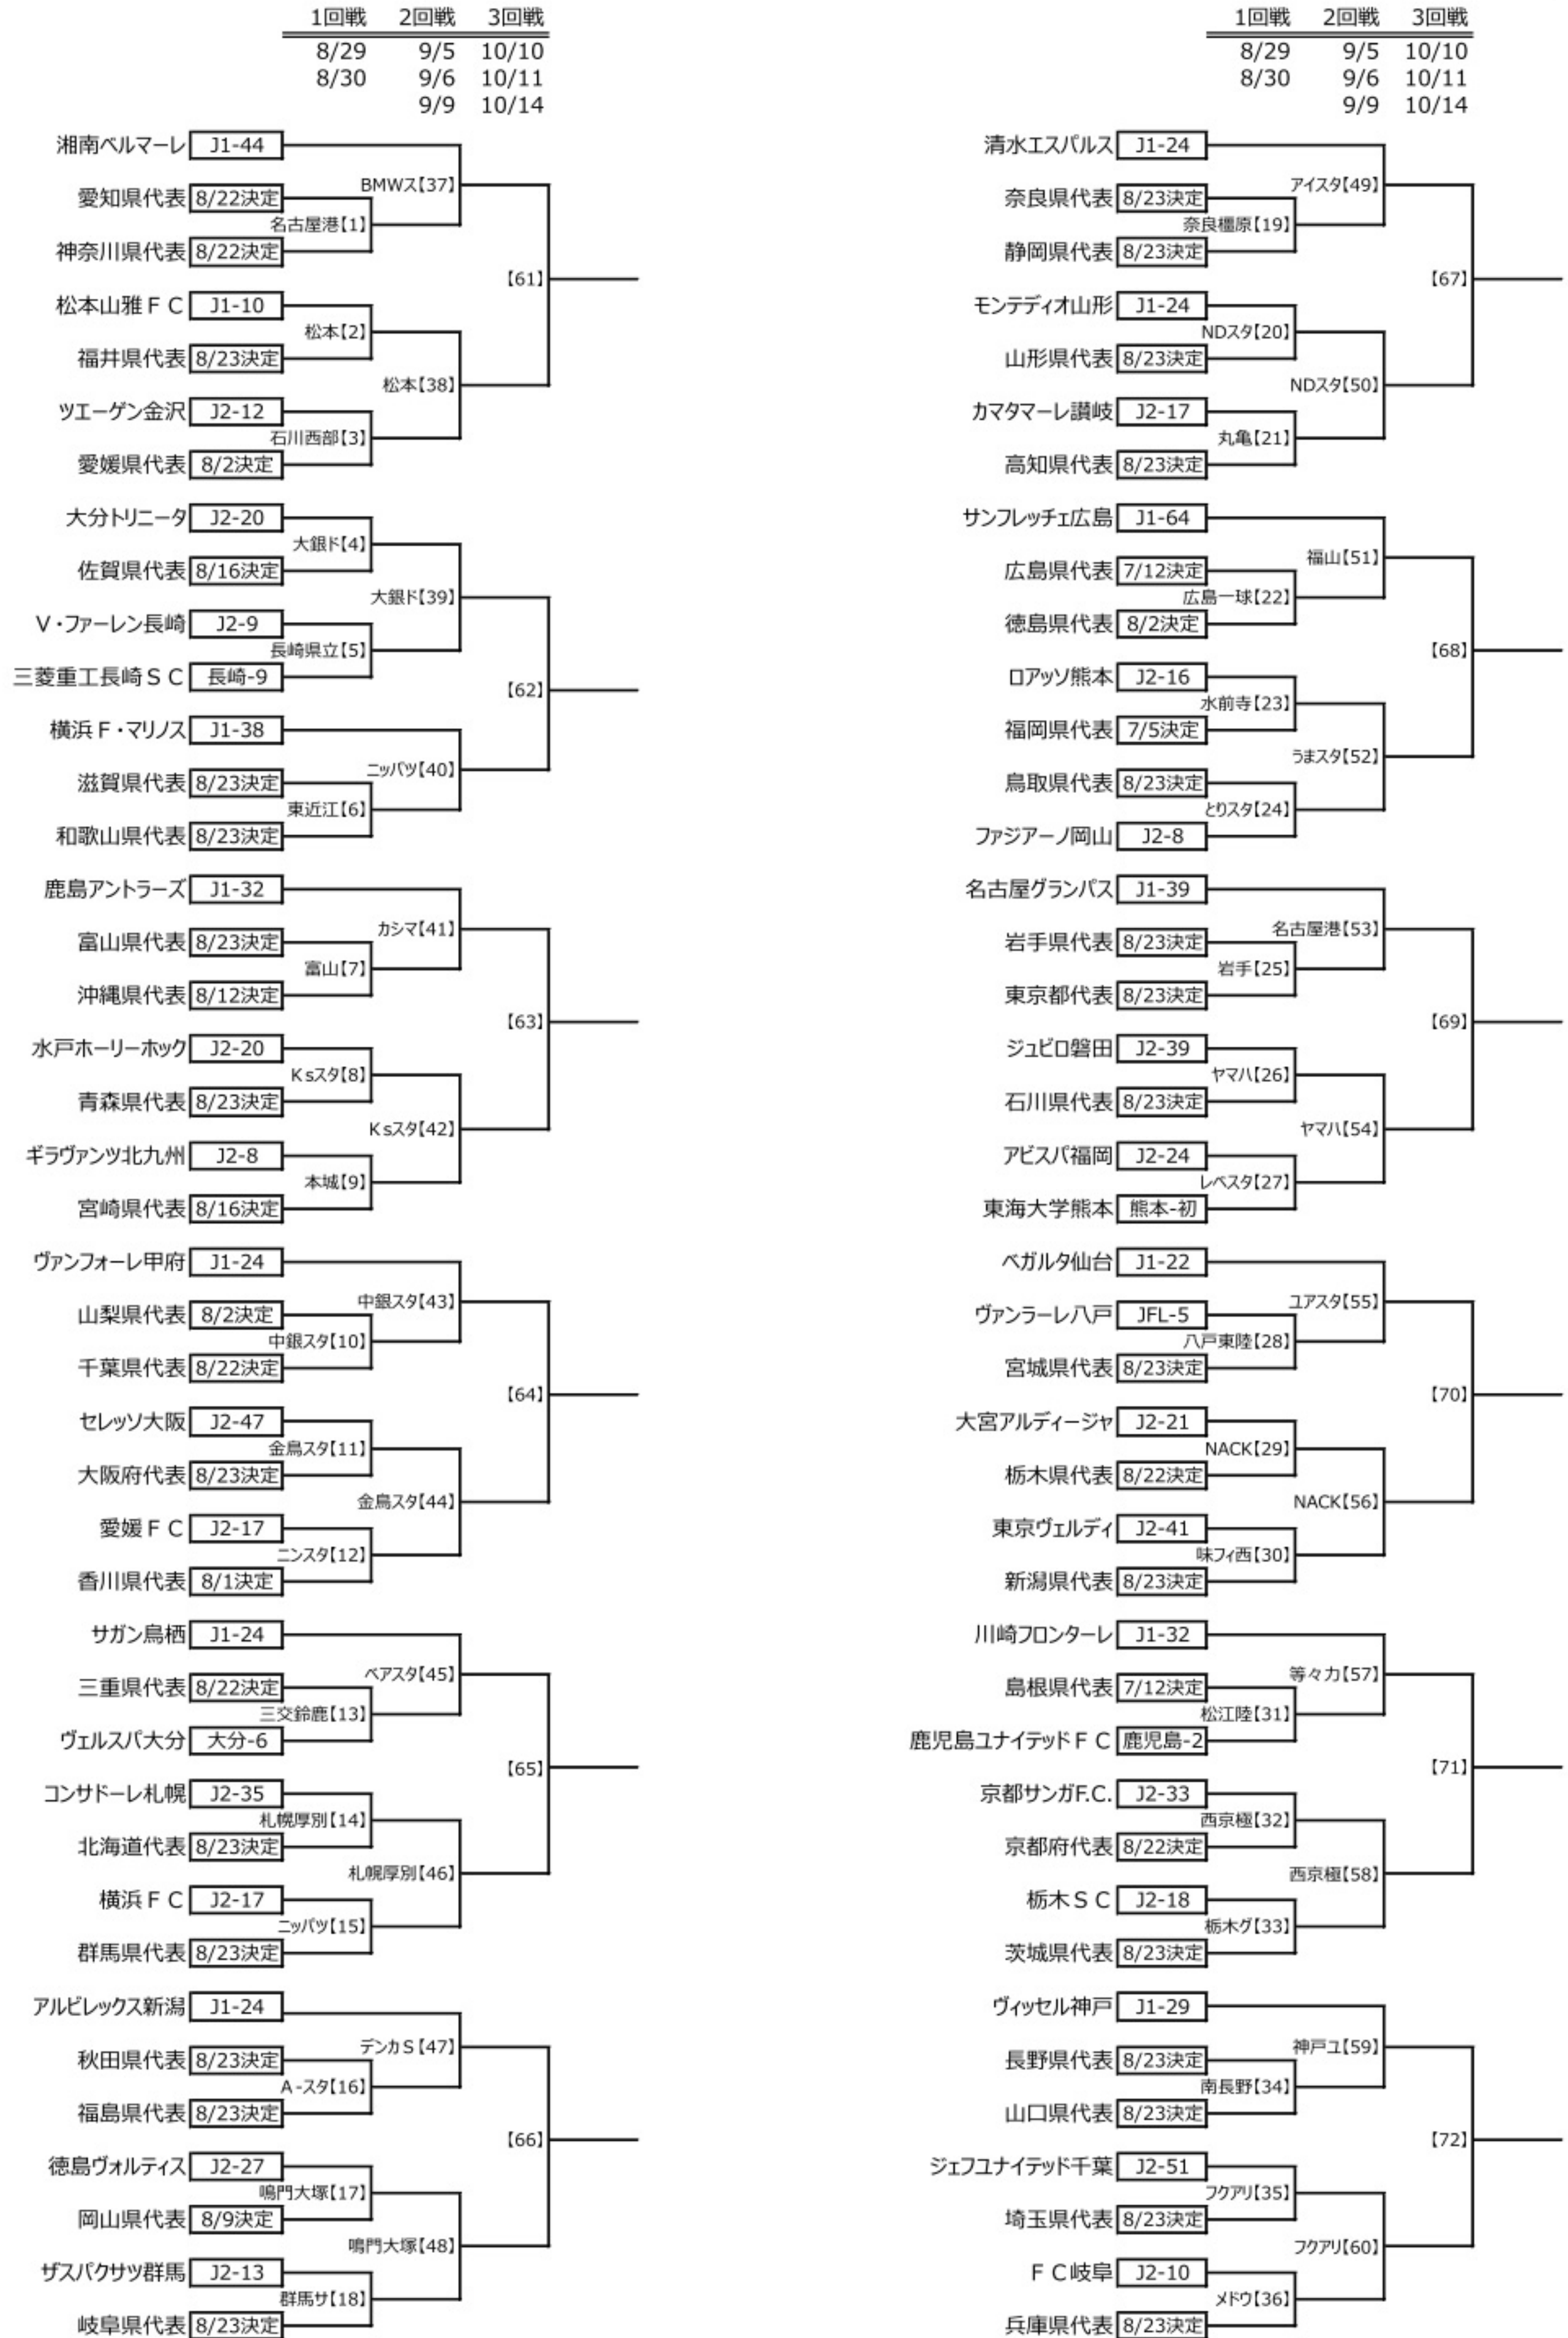 1回戦 2回戦 3回戦
8/29 9/5 10/10
8/30 9/6 10/11
9/9 10/14
湘南ベルマーレ J1-44
BMWス【37】
愛知県代表 8/22決定
名古屋港【1】
神奈川県代表 8/22決定
【61】
松本山雅ＦＣ J1-10
松本【2】
福井県代表 8/23決定
松本【38】
ツエーゲン金沢 J2-12
石川西部【3】
愛媛県代表 8/2決定
大分トリニータ J2-20
大銀ド【4】
佐賀県代表 8/16決定
大銀ド【39】
Ｖ・ファーレン長崎 J2-9
長崎県立【5】
三菱重工長崎ＳＣ 長崎-9
【62】
横浜Ｆ・マリノス J1-38
ニッパツ【40】
滋賀県代表 8/23決定
東近江【6】
和歌山県代表 8/23決定
鹿島アントラーズ J1-32
カシマ【41】
富山県代表 8/23決定
富山【7】
沖縄県代表 8/12決定
【63】
水戸ホーリーホック J2-20
Ｋsスタ【8】
青森県代表 8/23決定
Ｋsスタ【42】
ギラヴァンツ北九州 J2-8
本城【9】
宮崎県代表 8/16決定
ヴァンフォーレ甲府 J1-24
中銀スタ【43】
山梨県代表 8/2決定
中銀スタ【10】
千葉県代表 8/22決定
【64】
セレッソ大阪 J2-47
金鳥スタ【11】
大阪府代表 8/23決定
金鳥スタ【44】
愛媛ＦＣ J2-17
ニンスタ【12】
香川県代表 8/1決定
サガン鳥栖 J1-24
ベアスタ【45】
三重県代表 8/22決定
三交鈴鹿【13】
ヴェルスパ大分 大分-6
【65】
コンサドーレ札幌 J2-35
札幌厚別【14】
北海道代表 8/23決定
札幌厚別【46】
横浜ＦＣ J2-17
ニッパツ【15】
群馬県代表 8/23決定
アルビレックス新潟 J1-24
デンカＳ【47】
秋田県代表 8/23決定
Ａ-スタ【16】
福島県代表 8/23決定
【66】
徳島ヴォルティス J2-27
鳴門大塚【17】
岡山県代表 8/9決定
鳴門大塚【48】
ザスパクサツ群馬 J2-13
群馬サ【18】
岐阜県代表 8/23決定
1回戦 2回戦 3回戦
8/29 9/5 10/10
8/30 9/6 10/11
9/9 10/14
清水エスパルス J1-24
アイスタ【49】
奈良県代表 8/23決定
奈良橿原【19】
静岡県代表 8/23決定
【67】
モンテディオ山形 J1-24
NDスタ【20】
山形県代表 8/23決定
NDスタ【50】
カマタマーレ讃岐 J2-17
丸亀【21】
高知県代表 8/23決定
サンフレッチェ広島 J1-64
福山【51】
広島県代表 7/12決定
広島一球【22】
徳島県代表 8/2決定
【68】
ロアッソ熊本 J2-16
水前寺【23】
福岡県代表 7/5決定
うまスタ【52】
鳥取県代表 8/23決定
とりスタ【24】
ファジアーノ岡山 J2-8
名古屋グランパス J1-39
名古屋港【53】
岩手県代表 8/23決定
岩手【25】
東京都代表 8/23決定
【69】
ジュビロ磐田 J2-39
ヤマハ【26】
石川県代表 8/23決定
ヤマハ【54】
アビスパ福岡 J2-24
レベスタ【27】
東海大学熊本 熊本-初
ベガルタ仙台 J1-22
ユアスタ【55】
ヴァンラーレ八戸 JFL-5
八戸東陸【28】
宮城県代表 8/23決定
【70】
大宮アルディージャ J2-21
NACK【29】
栃木県代表 8/22決定
NACK【56】
東京ヴェルディ J2-41
味フィ西【30】
新潟県代表 8/23決定
川崎フロンターレ J1-32
等々力【57】
島根県代表 7/12決定
松江陸【31】
鹿児島ユナイテッドＦＣ 鹿児島-2
【71】
京都サンガF.C. J2-33
西京極【32】
京都府代表 8/22決定
西京極【58】
栃木ＳＣ J2-18
栃木グ【33】
茨城県代表 8/23決定
ヴィッセル神戸 J1-29
神戸ユ【59】
長野県代表 8/23決定
南長野【34】
山口県代表 8/23決定
【72】
ジェフユナイテッド千葉 J2-51
フクアリ【35】
埼玉県代表 8/23決定
フクアリ【60】
ＦＣ岐阜 J2-10
メドウ【36】
兵庫県代表 8/23決定